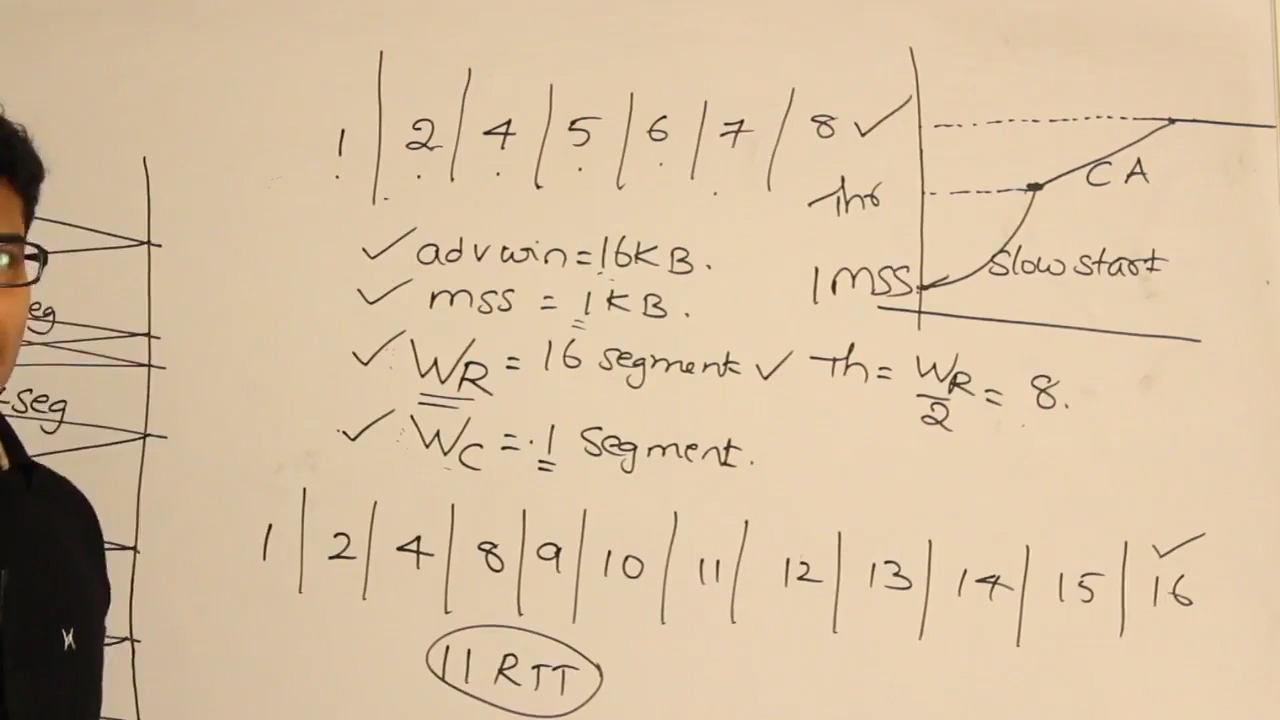 1 | 2 | 4 | 5 | 6 | 7 | 8 ✓
thr
CA
✓ advwin=16KB.
1MSS
Slow start
✓ mss = 1KB.
eg
✓ WR = 16 segment ✓ Th = WR/2 = 8.
-seg
✓ WC = 1 Segment.
1 | 2 | 4 | 8 | 9 | 10 | 11 | 12 | 13 | 14 | 15 | 16 ✓
11 RTT